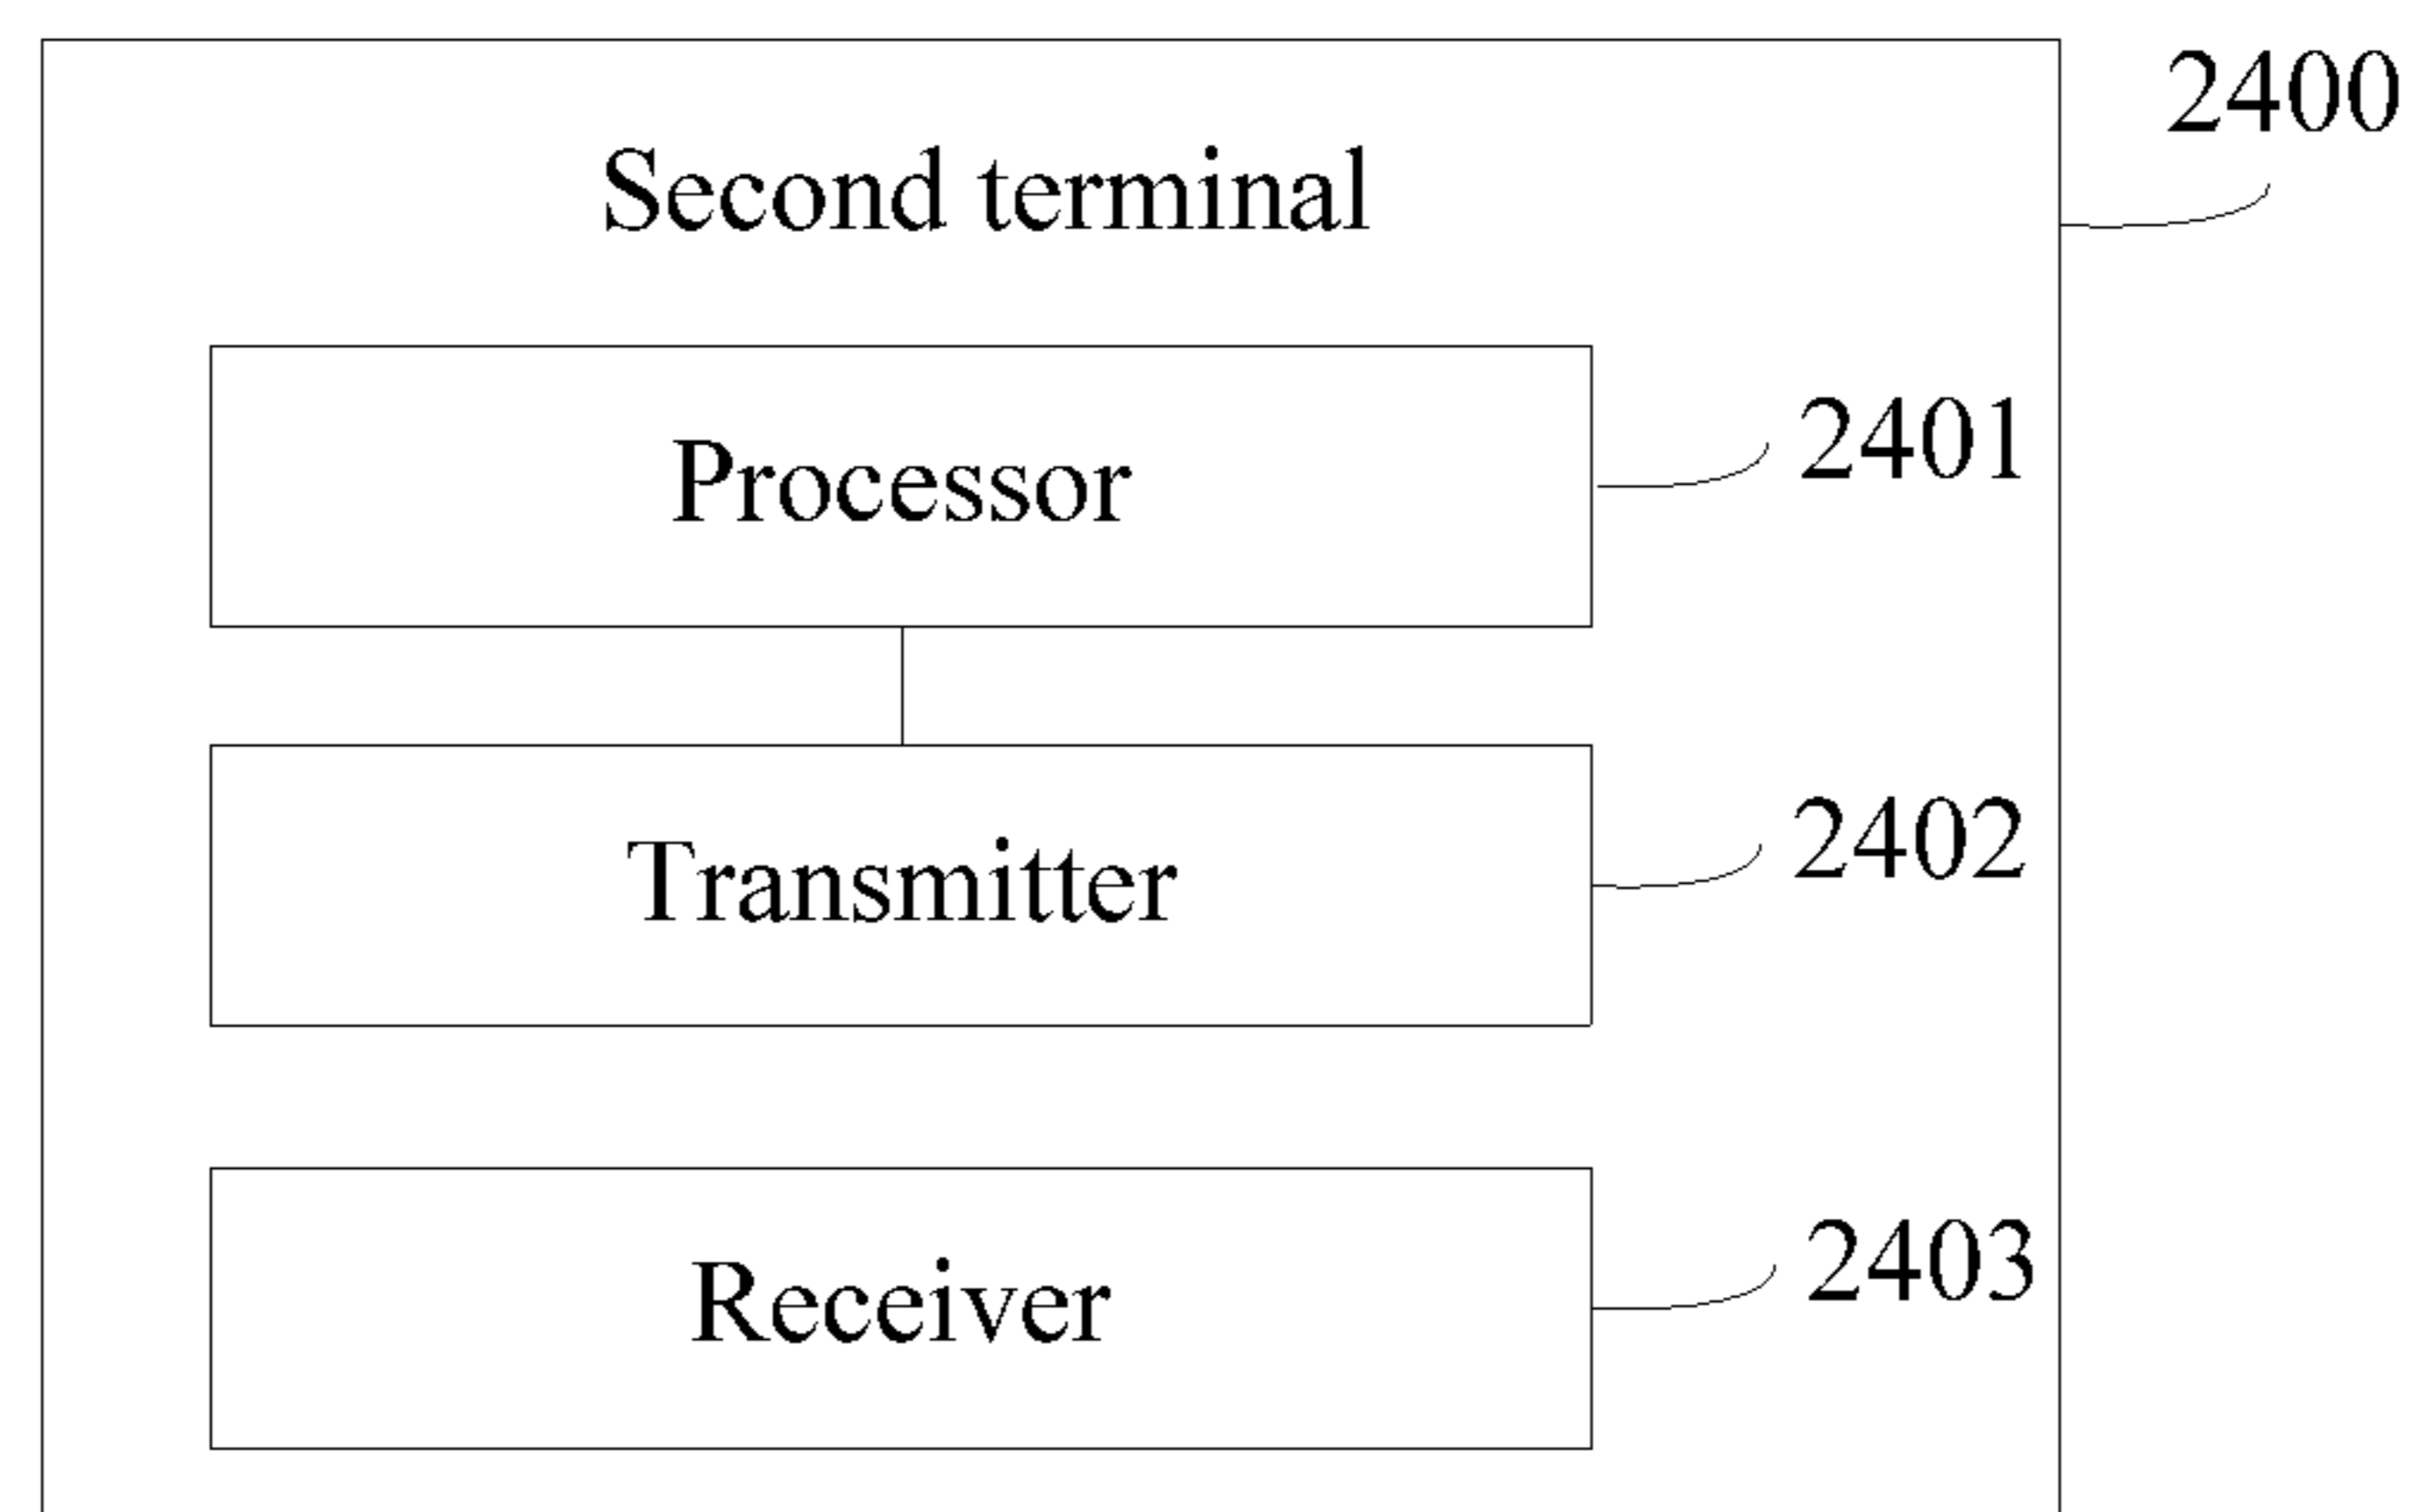 2400
Second terminal
Processor
2401
Transmitter
2402
Receiver
2403